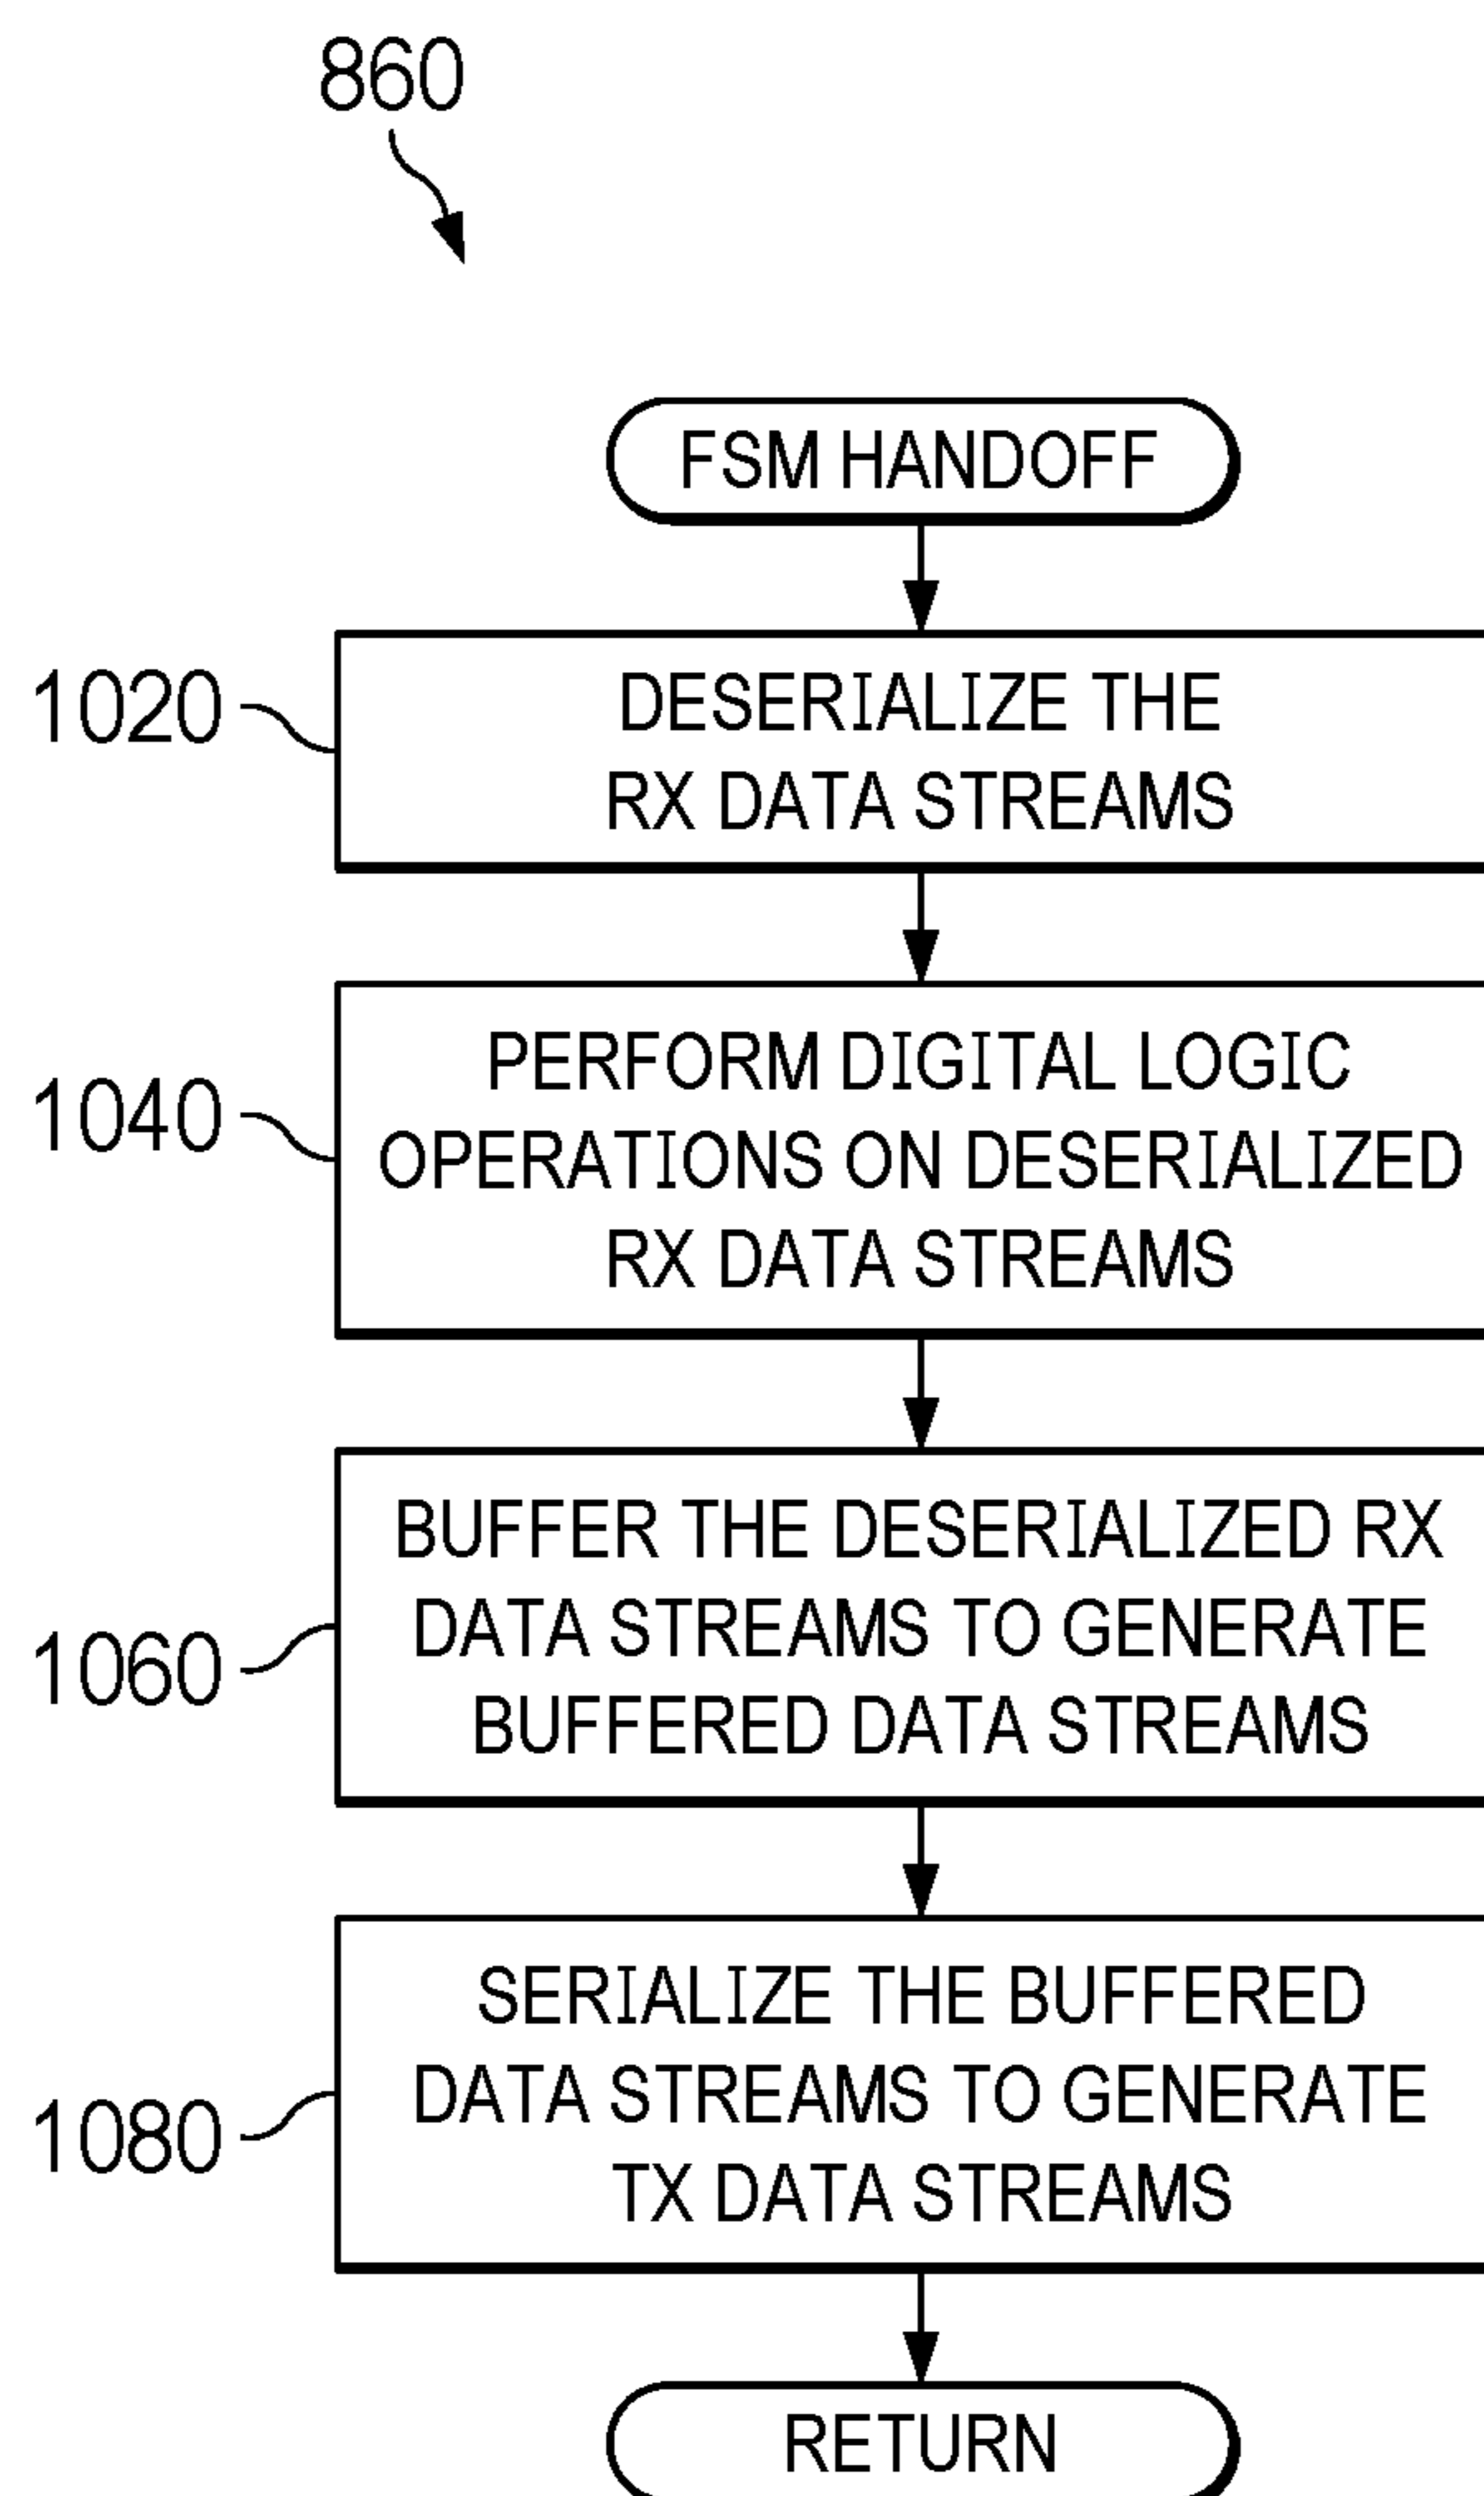 860
FSM HANDOFF
1020
DESERIALIZE THE
RX DATA STREAMS
1040
PERFORM DIGITAL LOGIC
OPERATIONS ON DESERIALIZED
RX DATA STREAMS
1060
BUFFER THE DESERIALIZED RX
DATA STREAMS TO GENERATE
BUFFERED DATA STREAMS
1080
SERIALIZE THE BUFFERED
DATA STREAMS TO GENERATE
TX DATA STREAMS
RETURN